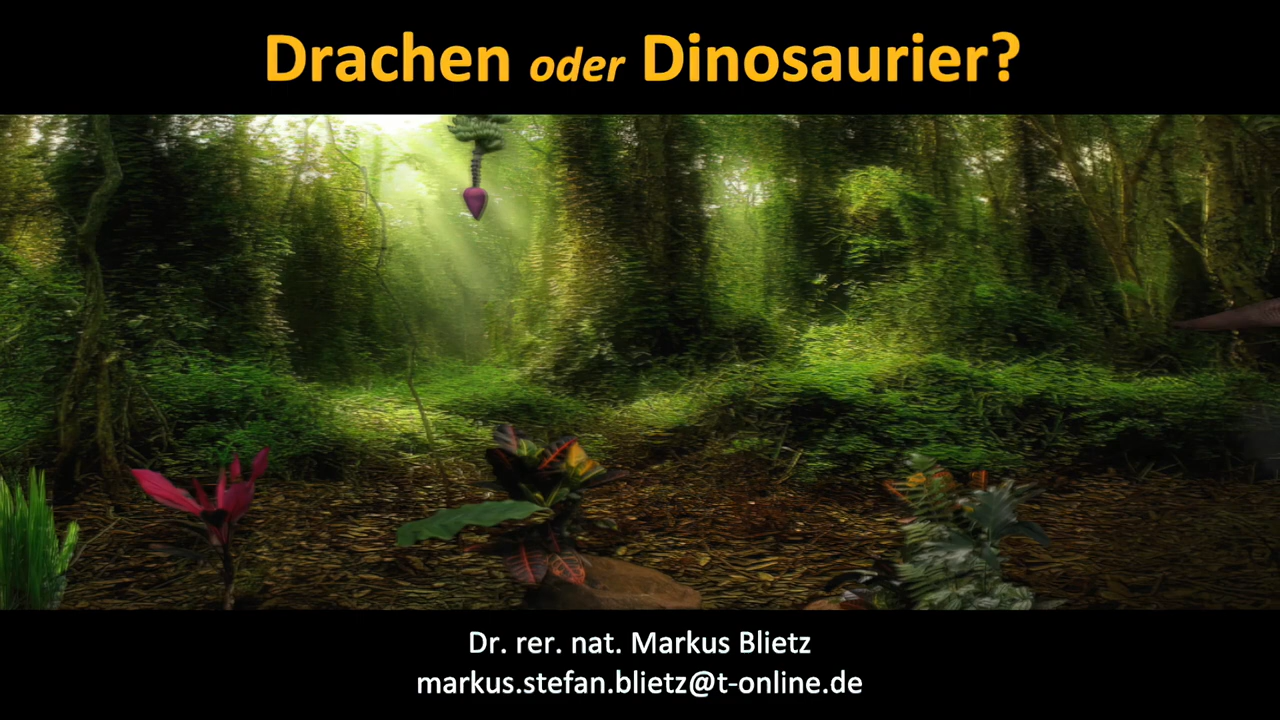 Drachen oder Dinosaurier?
Dr. rer. nat. Markus Blietz
markus.stefan.blietz@t-online.de